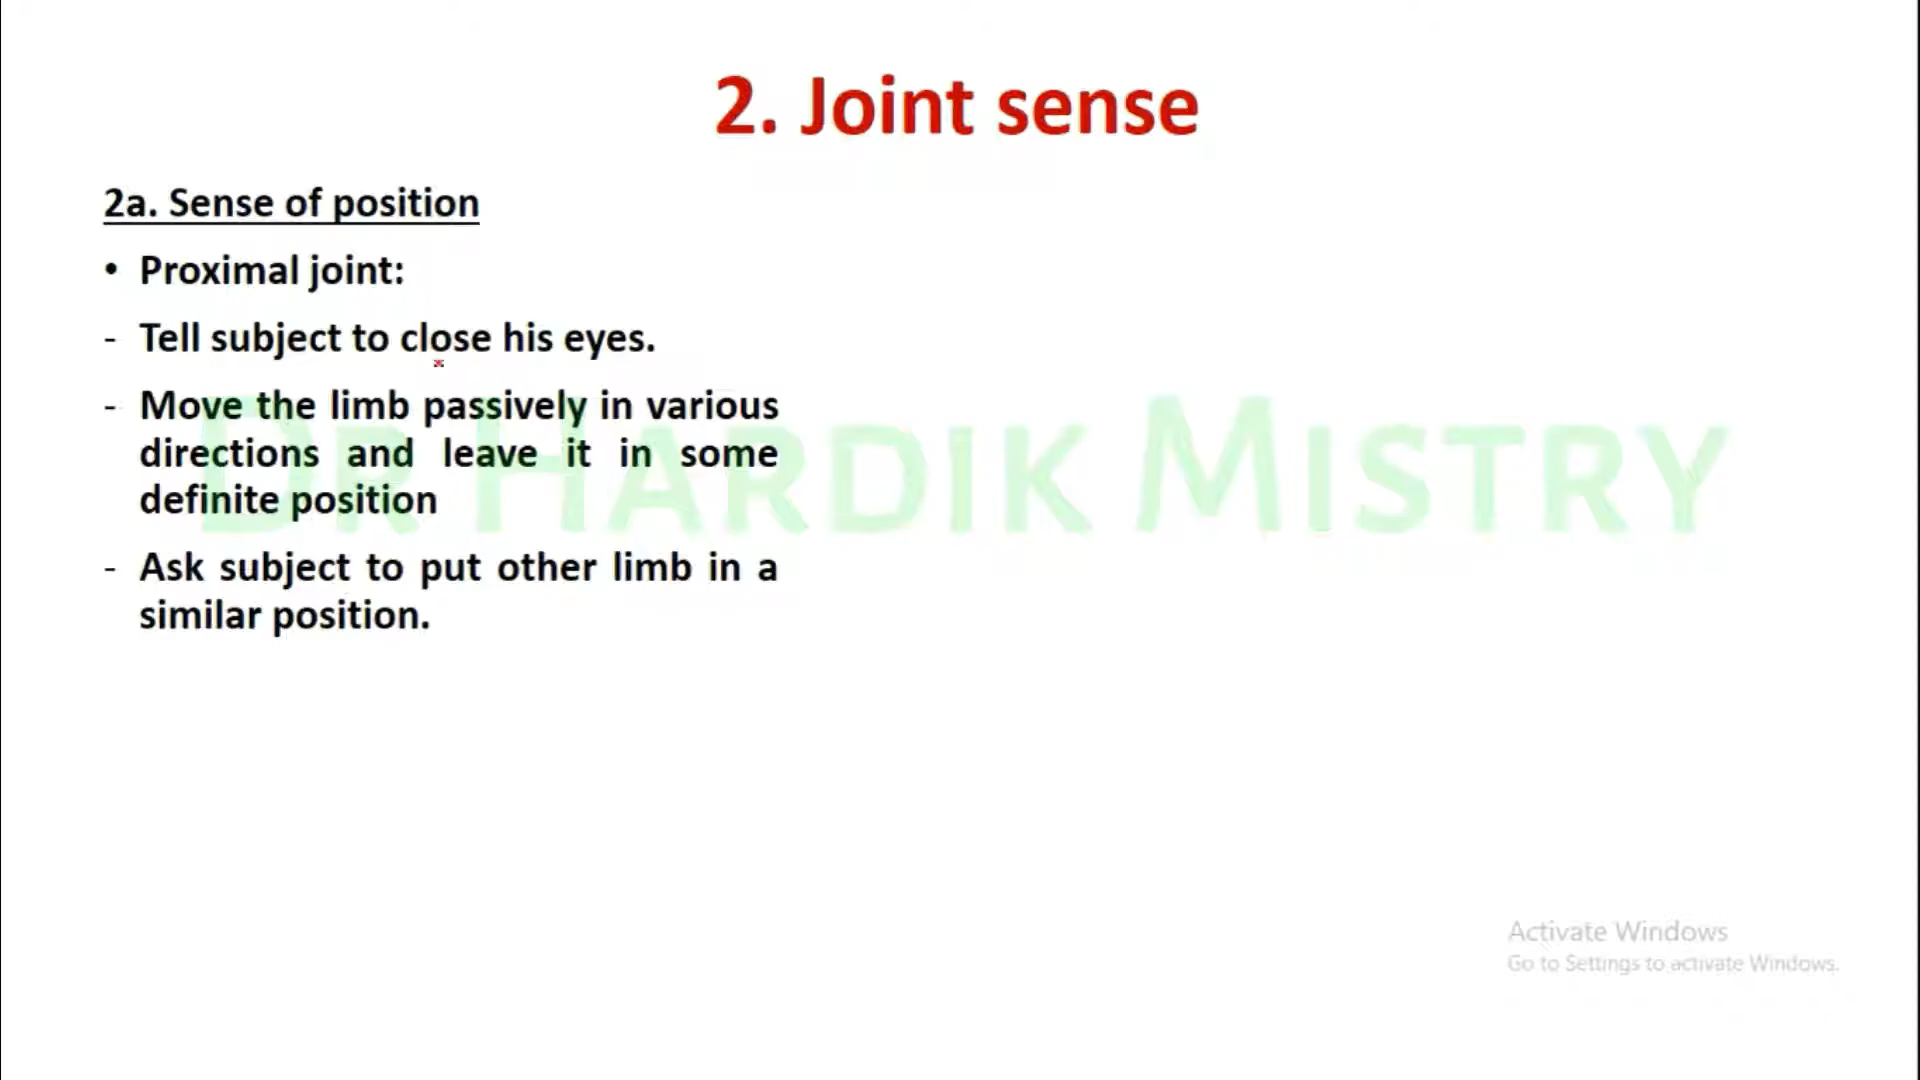 2. Joint sense
2a. Sense of position
• Proximal joint:
- Tell subject to close his eyes.
- Move the limb passively in various
directions and leave it in some
definite position
- Ask subject to put other limb in a
similar position.
DR HARDIK MISTRY
Activate Windows
Go to Settings to activate Windows.